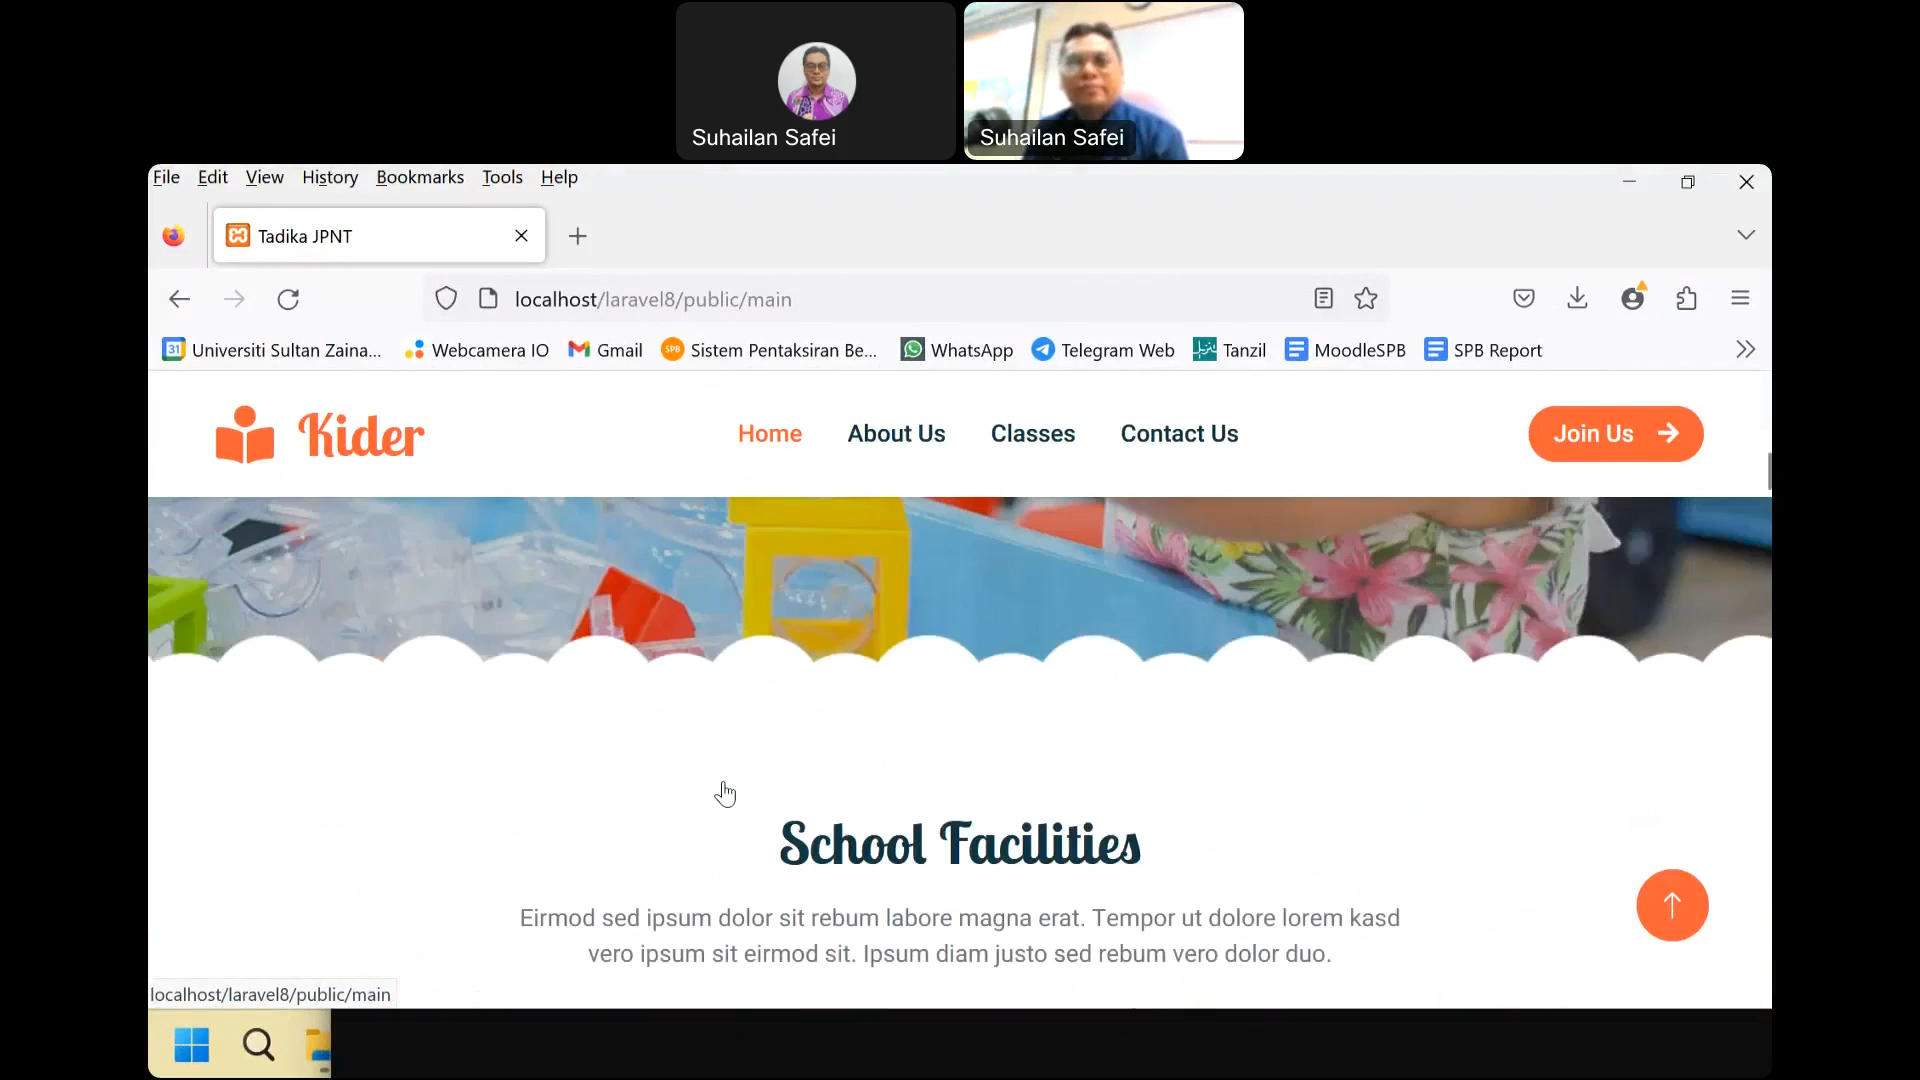 Suhailan Safei
Suhailan Safei
File Edit View History Bookmarks Tools Help
Tadika JPNT
localhost/laravel8/public/main
31 Universiti Sultan Zaina... Webcamera IO Gmail SPB Sistem Pentaksiran Be... WhatsApp Telegram Web Tanzil MoodleSPB SPB Report
Kider
Home About Us Classes Contact Us
Join Us
School Facilities
Eirmod sed ipsum dolor sit rebum labore magna erat. Tempor ut dolore lorem kasd
vero ipsum sit eirmod sit. Ipsum diam justo sed rebum vero dolor duo.
localhost/laravel8/public/main